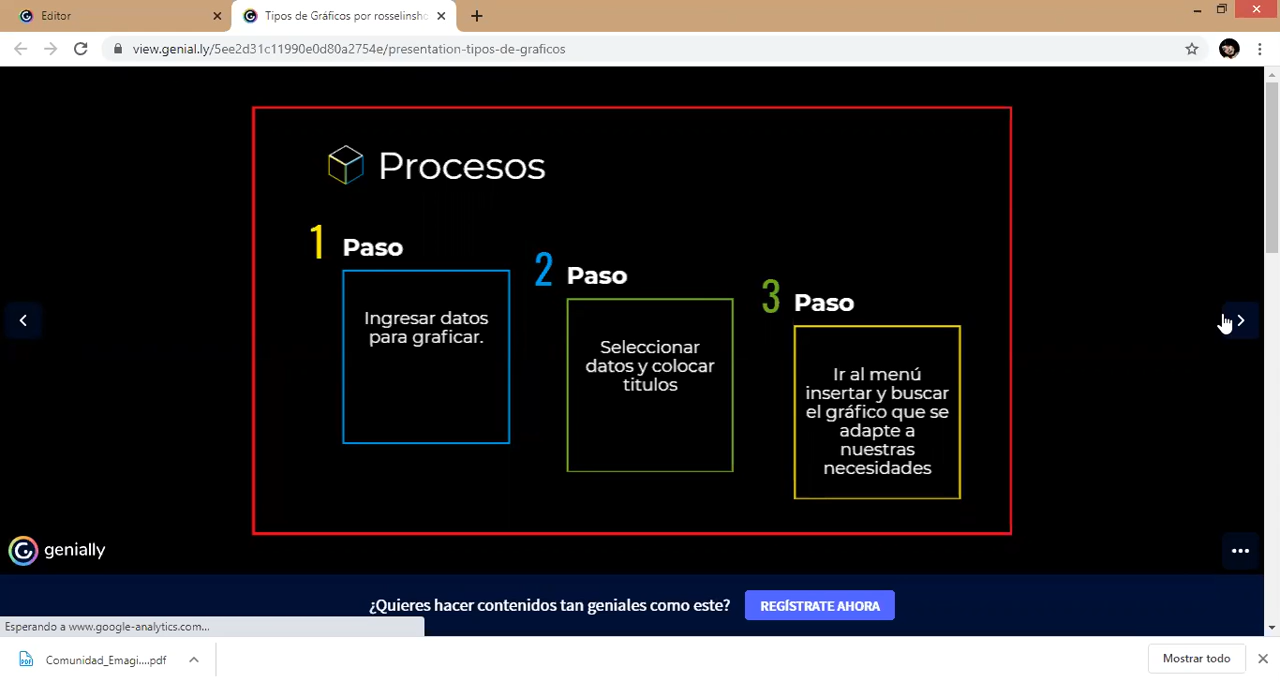 Editor
Tipos de Gráficos por rosselinsho
view.genial.ly/5ee2d31c11990e0d80a2754e/presentation-tipos-de-graficos
Procesos
1 Paso
Ingresar datos
para graficar.
2 Paso
Seleccionar
datos y colocar
titulos
3 Paso
Ir al menú
insertar y buscar
el gráfico que se
adapte a
nuestras
necesidades
genially
¿Quieres hacer contenidos tan geniales como este?
REGÍSTRATE AHORA
Esperando a www.google-analytics.com...
Comunidad_Emagi....pdf
Mostrar todo